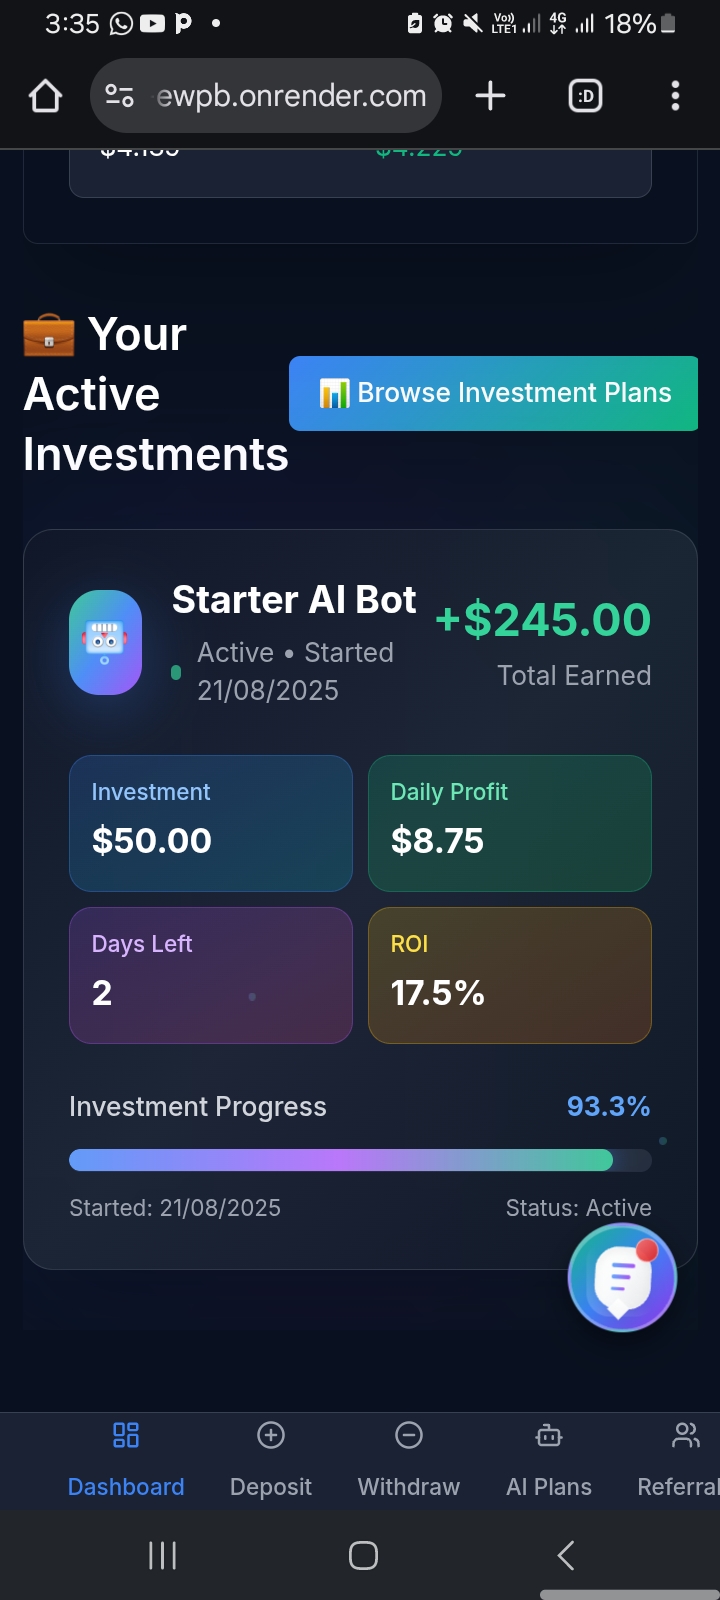 3:35
Vo))
LTE1
4G
18%
ewpb.onrender.com
:D
$4.225
💼 Your
Active
Investments
📊 Browse Investment Plans
Starter AI Bot
+$245.00
Active • Started
21/08/2025
Total Earned
Investment
Daily Profit
$50.00
$8.75
Days Left
ROI
2
17.5%
Investment Progress
93.3%
Started: 21/08/2025
Status: Active
Dashboard
Deposit
Withdraw
AI Plans
Referral